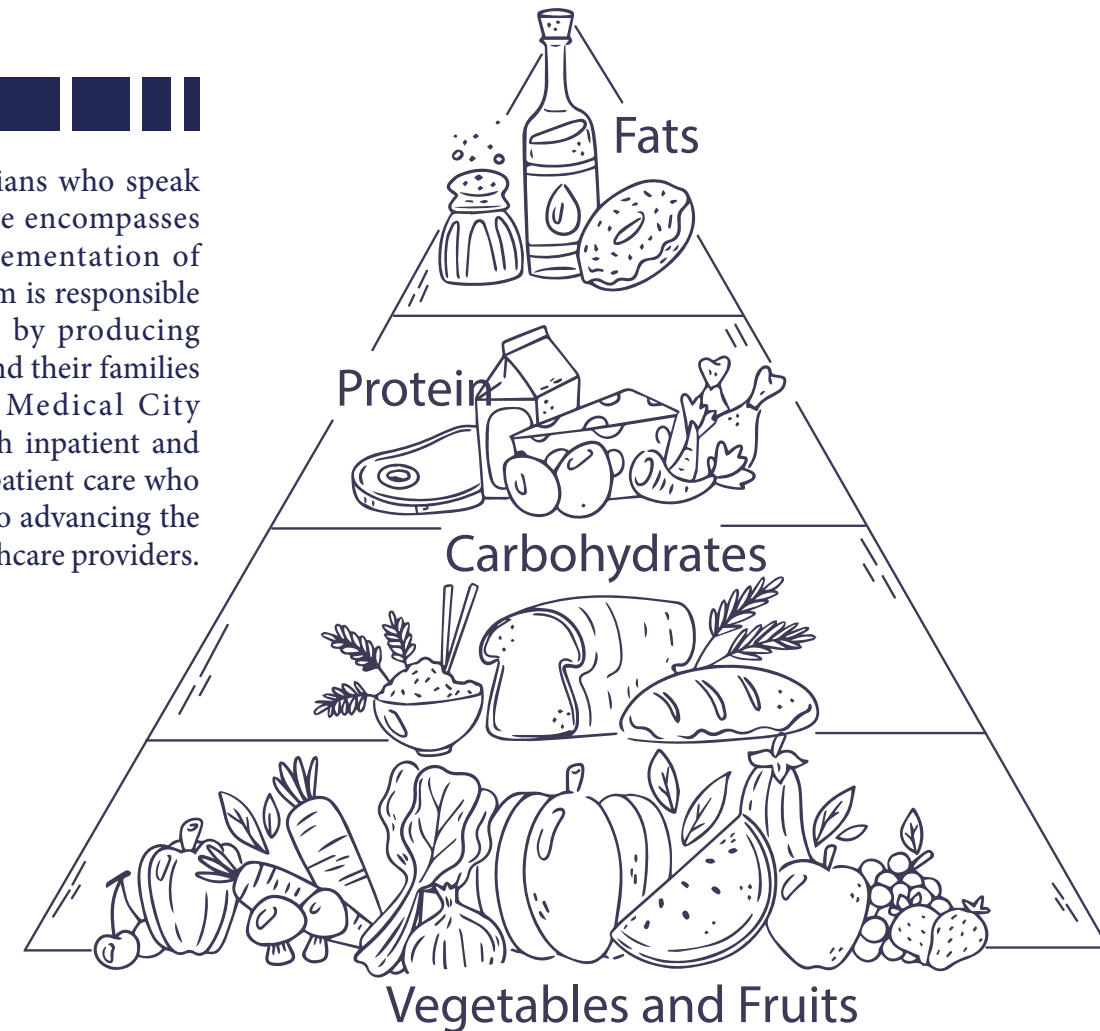 ians who speak
e encompasses
ementation of
m is responsible
by producing
nd their families
Medical City
h inpatient and
patient care who
o advancing the
hcare providers.
Fats
Protein
Carbohydrates
Vegetables and Fruits